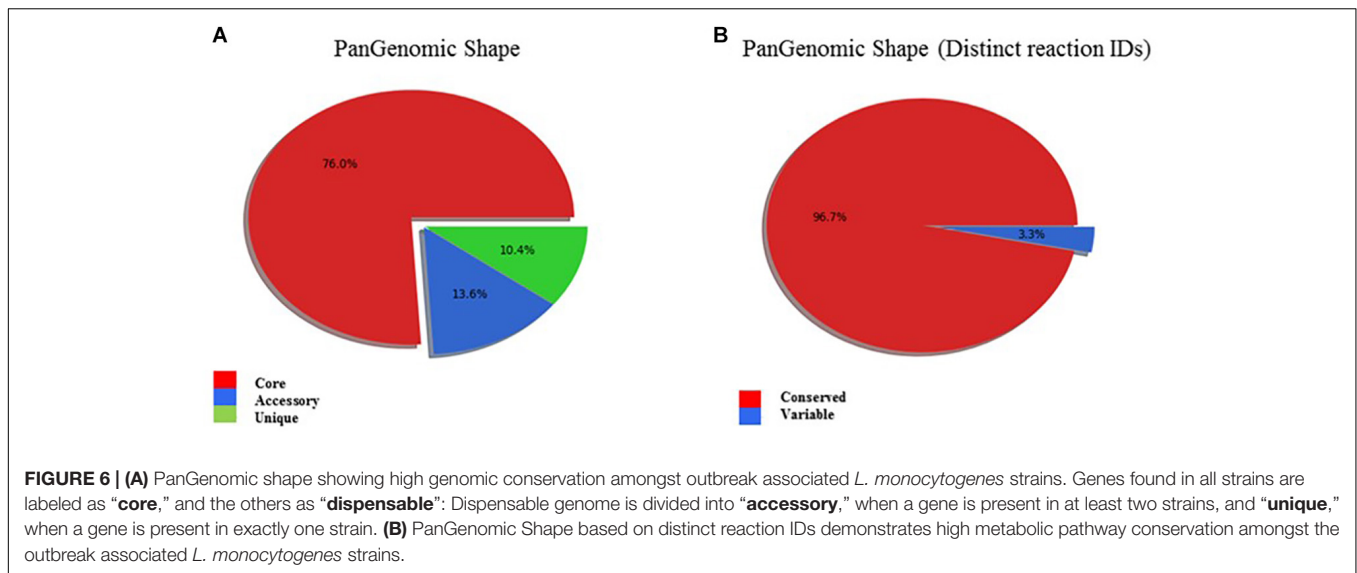 A
PanGenomic Shape
76.0%
10.4%
13.6%
Core
Accessory
Unique
B
PanGenomic Shape (Distinct reaction IDs)
96.7%
3.3%
Conserved
Variable
FIGURE 6 | (A) PanGenomic shape showing high genomic conservation amongst outbreak associated L. monocytogenes strains. Genes found in all strains are
labeled as “core,” and the others as “dispensable”: Dispensable genome is divided into “accessory,” when a gene is present in at least two strains, and “unique,”
when a gene is present in exactly one strain. (B) PanGenomic Shape based on distinct reaction IDs demonstrates high metabolic pathway conservation amongst the
outbreak associated L. monocytogenes strains.